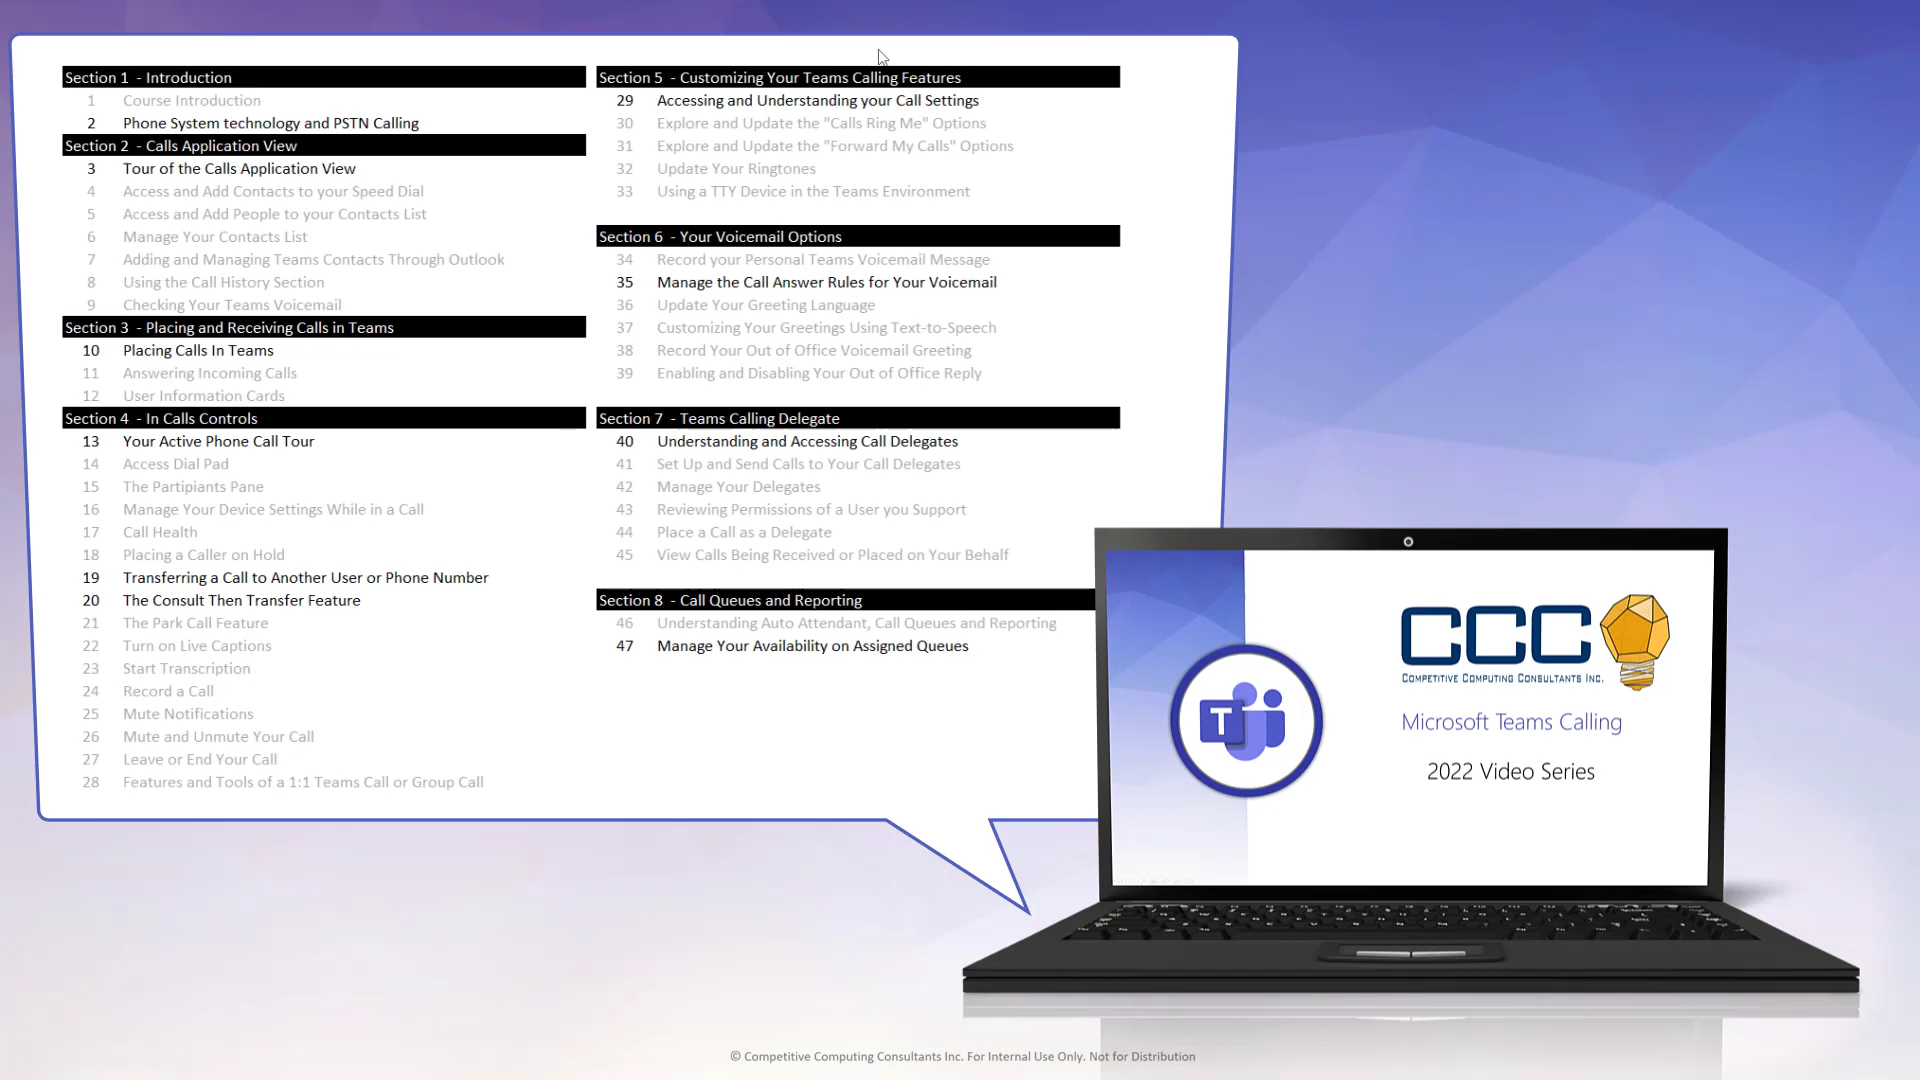 Section 1 - Introduction
1 Course Introduction
2 Phone System technology and PSTN Calling
Section 2 - Calls Application View
3 Tour of the Calls Application View
4 Access and Add Contacts to your Speed Dial
5 Access and Add People to your Contacts List
6 Manage Your Contacts List
7 Adding and Managing Teams Contacts Through Outlook
8 Using the Call History Section
9 Checking Your Teams Voicemail
Section 3 - Placing and Receiving Calls in Teams
10 Placing Calls In Teams
11 Answering Incoming Calls
12 User Information Cards
Section 4 - In Calls Controls
13 Your Active Phone Call Tour
14 Access Dial Pad
15 The Partipiants Pane
16 Manage Your Device Settings While in a Call
17 Call Health
18 Placing a Caller on Hold
19 Transferring a Call to Another User or Phone Number
20 The Consult Then Transfer Feature
21 The Park Call Feature
22 Turn on Live Captions
23 Start Transcription
24 Record a Call
25 Mute Notifications
26 Mute and Unmute Your Call
27 Leave or End Your Call
28 Features and Tools of a 1:1 Teams Call or Group Call
Section 5 - Customizing Your Teams Calling Features
29 Accessing and Understanding your Call Settings
30 Explore and Update the "Calls Ring Me" Options
31 Explore and Update the "Forward My Calls" Options
32 Update Your Ringtones
33 Using a TTY Device in the Teams Environment
Section 6 - Your Voicemail Options
34 Record your Personal Teams Voicemail Message
35 Manage the Call Answer Rules for Your Voicemail
36 Update Your Greeting Language
37 Customizing Your Greetings Using Text-to-Speech
38 Record Your Out of Office Voicemail Greeting
39 Enabling and Disabling Your Out of Office Reply
Section 7 - Teams Calling Delegate
40 Understanding and Accessing Call Delegates
41 Set Up and Send Calls to Your Call Delegates
42 Manage Your Delegates
43 Reviewing Permissions of a User you Support
44 Place a Call as a Delegate
45 View Calls Being Received or Placed on Your Behalf
Section 8 - Call Queues and Reporting
46 Understanding Auto Attendant, Call Queues and Reporting
47 Manage Your Availability on Assigned Queues
CCC
Competitive Computing Consultants Inc.
T
Microsoft Teams Calling
2022 Video Series
© Competitive Computing Consultants Inc. For Internal Use Only. Not for Distribution